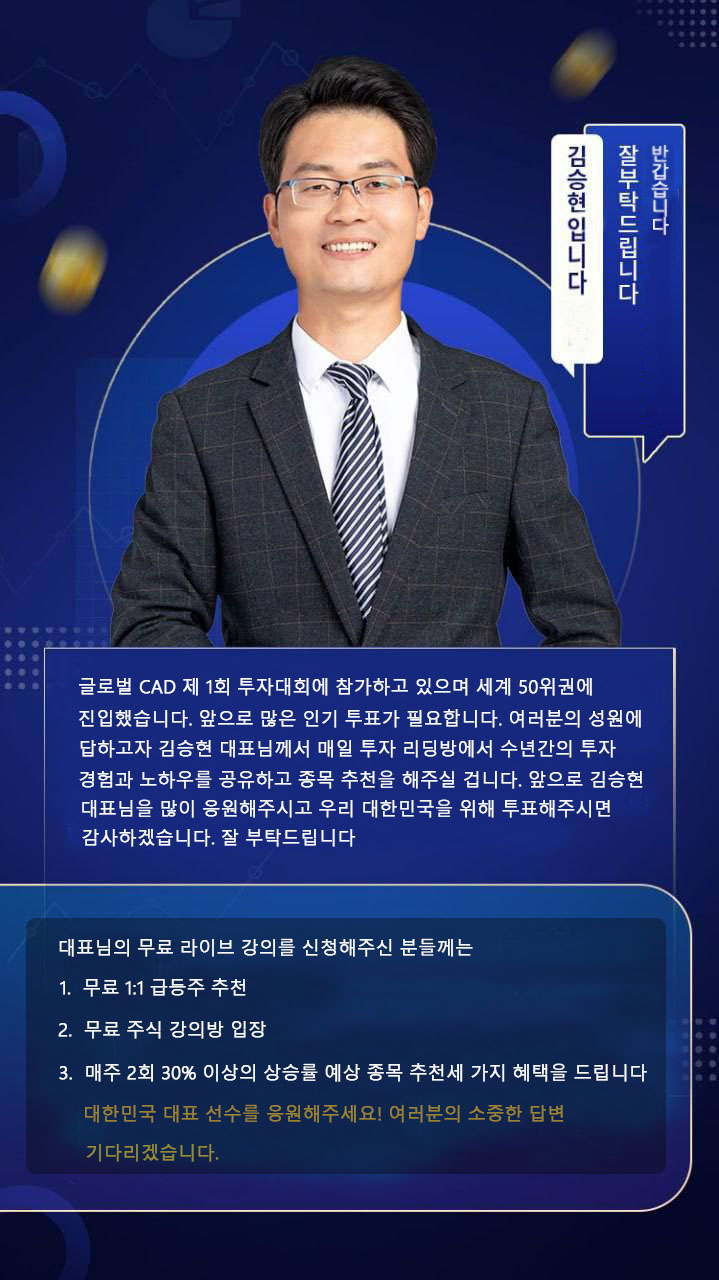 반갑습니다
잘부탁드립니다
김승현입니다
글로벌 CAD 제 1회 투자대회에 참가하고 있으며 세계 50위권에
진입했습니다. 앞으로 많은 인기 투표가 필요합니다. 여러분의 성원에
답하고자 김승현 대표님께서 매일 투자 리딩방에서 수년간의 투자
경험과 노하우를 공유하고 종목 추천을 해주실 겁니다. 앞으로 김승현
대표님을 많이 응원해주시고 우리 대한민국을 위해 투표해주시면
감사하겠습니다. 잘 부탁드립니다
대표님의 무료 라이브 강의를 신청해주신 분들께는
1. 무료 1:1 급등주 추천
2. 무료 주식 강의방 입장
3. 매주 2회 30% 이상의 상승률 예상 종목 추천세 가지 혜택을 드립니다
대한민국 대표 선수를 응원해주세요! 여러분의 소중한 답변
기다리겠습니다.